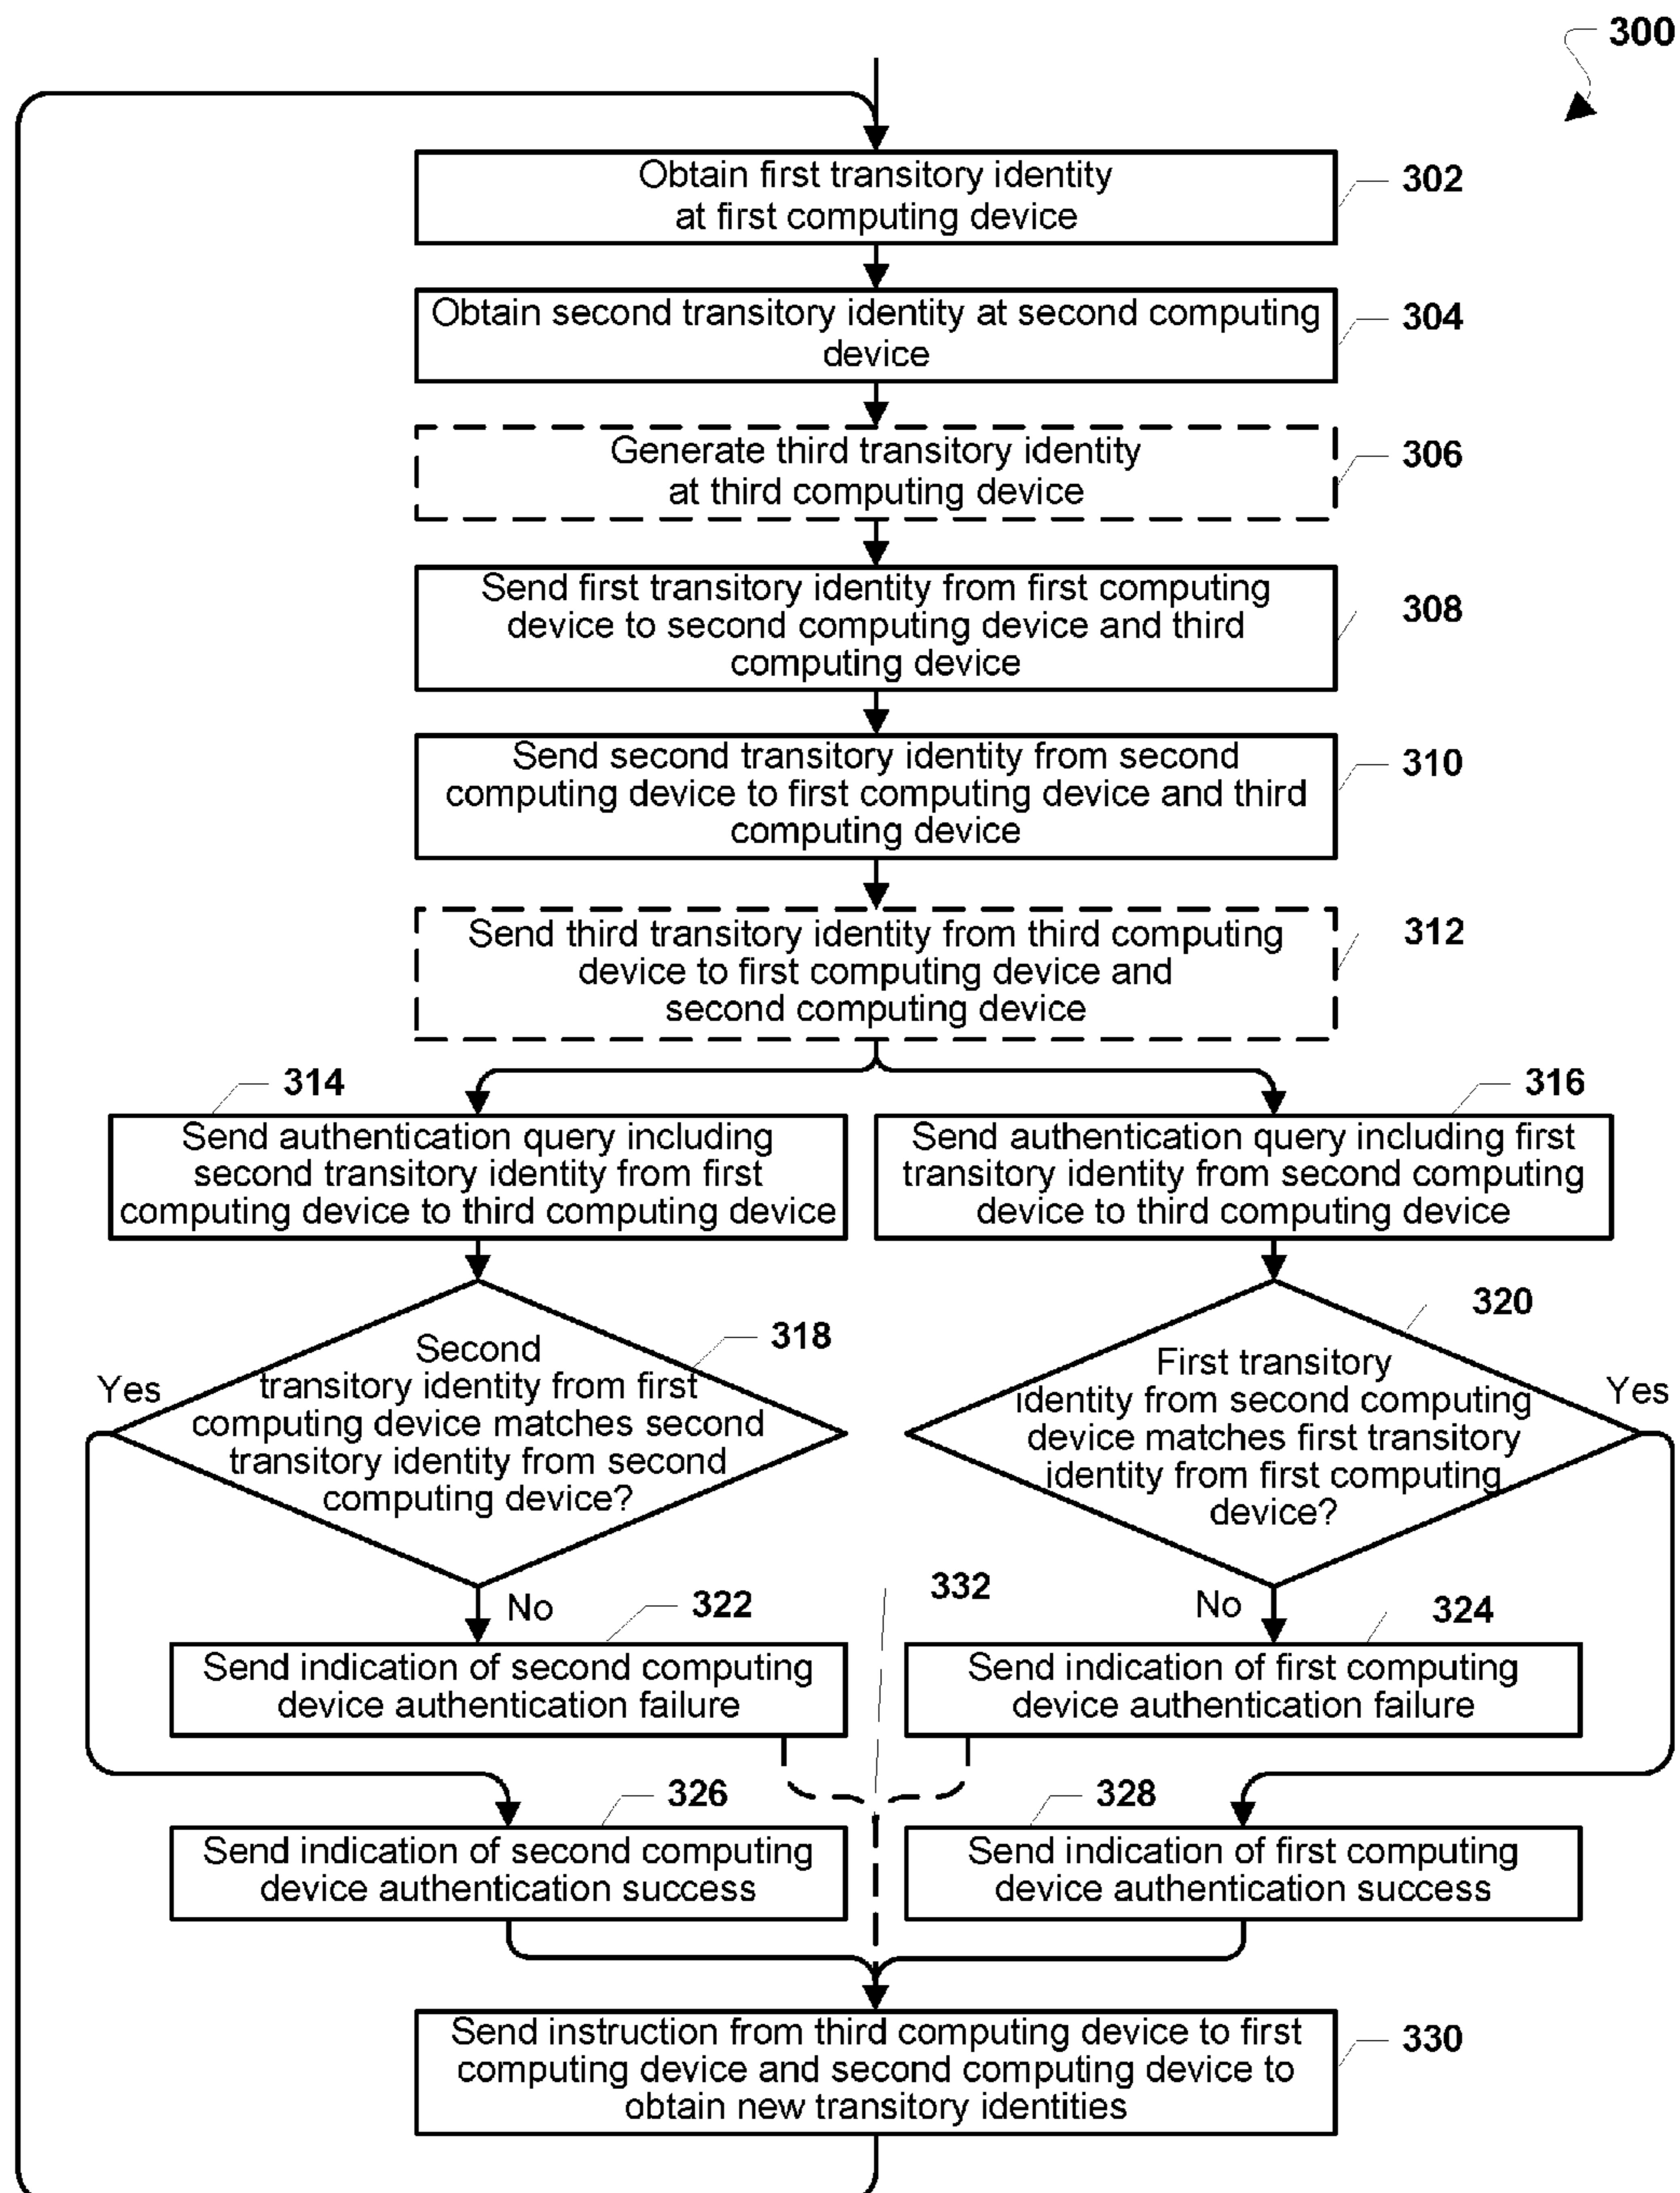 300
Obtain first transitory identity
at first computing device
302
Obtain second transitory identity at second computing
device
304
Generate third transitory identity
at third computing device
306
Send first transitory identity from first computing
device to second computing device and third
computing device
308
Send second transitory identity from second
computing device to first computing device and third
computing device
310
Send third transitory identity from third computing
device to first computing device and
second computing device
312
314
Send authentication query including
second transitory identity from first
computing device to third computing device
316
Send authentication query including first
transitory identity from second computing
device to third computing device
318
Second
transitory identity from first
computing device matches second
transitory identity from second
computing device?
Yes
No
320
First transitory
identity from second computing
device matches first transitory
identity from first computing
device?
Yes
No
332
322
Send indication of second computing
device authentication failure
324
Send indication of first computing
device authentication failure
326
Send indication of second computing
device authentication success
328
Send indication of first computing
device authentication success
Send instruction from third computing device to first
computing device and second computing device to
obtain new transitory identities
330